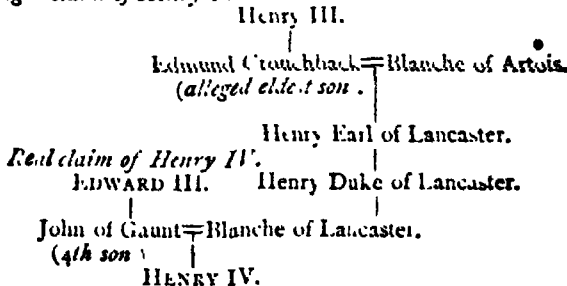 Henry III.
Edmund Crouchback=Blanche of Artois.
(alleged eldest son.
Henry Earl of Lancaster.
Real claim of Henry IV.
EDWARD III. Henry Duke of Lancaster.
John of Gaunt=Blanche of Lancaster.
(4th son)
HENRY IV.